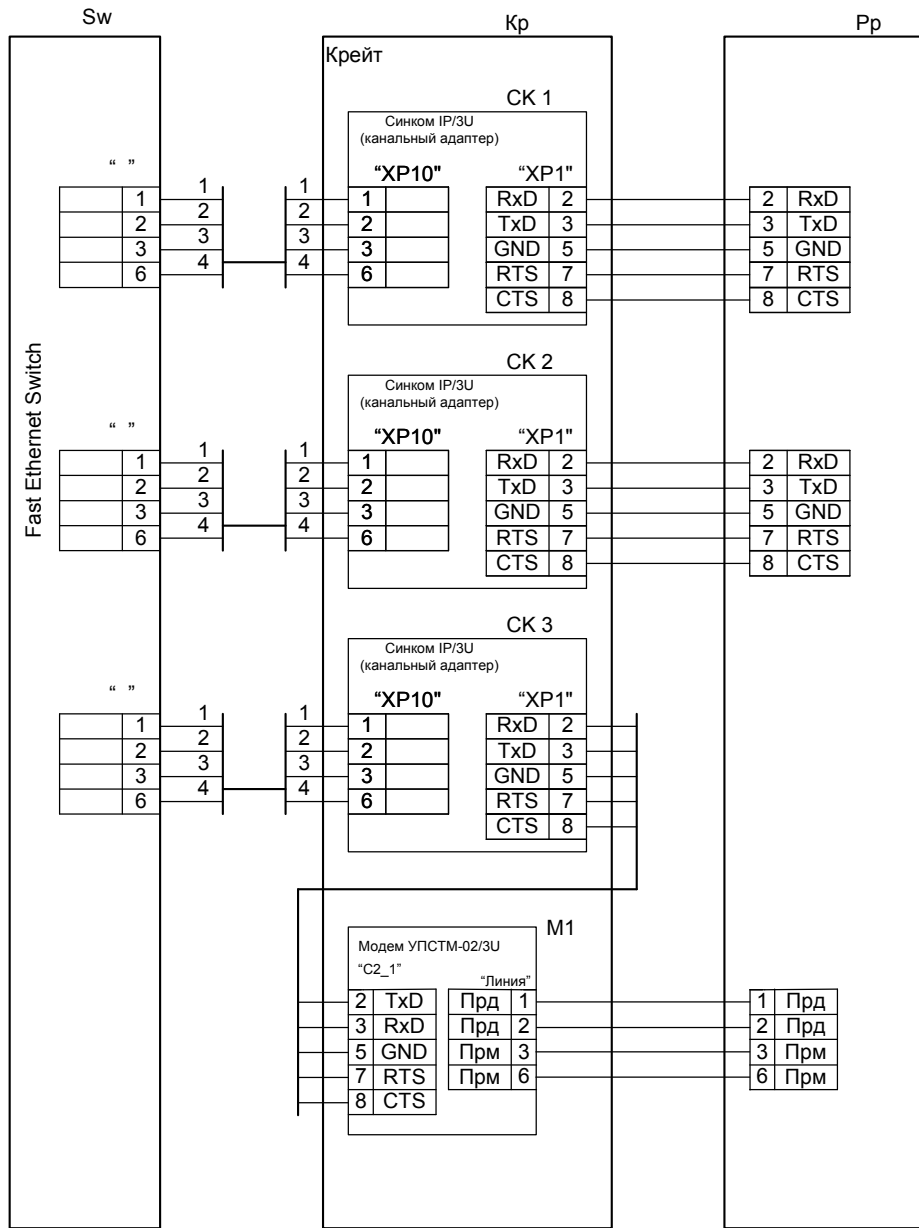 Sw
Кр
Рр
Крейт
СК 1
Синком IP/3U
(канальный адаптер)
“ ”
“XP10"
“XP1"
1 1 1 1 RxD 2 2 RxD
2 2 2 2 TxD 3 3 TxD
3 3 3 3 GND 5 5 GND
6 4 4 6 RTS 7 7 RTS
CTS 8 8 CTS
Fast Ethernet Switch
СК 2
Синком IP/3U
(канальный адаптер)
“ ”
“XP10"
“XP1"
1 1 1 1 RxD 2 2 RxD
2 2 2 2 TxD 3 3 TxD
3 3 3 3 GND 5 5 GND
6 4 4 6 RTS 7 7 RTS
CTS 8 8 CTS
СК 3
Синком IP/3U
(канальный адаптер)
“ ”
“XP10"
“XP1"
1 1 1 1 RxD 2
2 2 2 2 TxD 3
3 3 3 3 GND 5
6 4 4 6 RTS 7
CTS 8
М1
Модем УПСТМ-02/3U
“С2_1”
“Линия”
2 TxD Прд 1 1 Прд
3 RxD Прд 2 2 Прд
5 GND Прм 3 3 Прм
7 RTS Прм 6 6 Прм
8 CTS